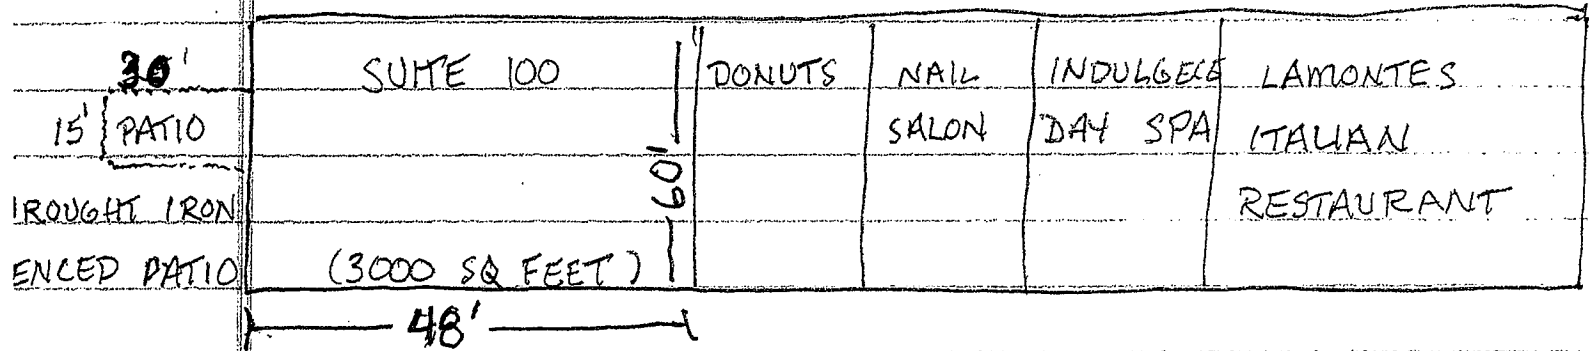 30'
15' PATIO
IROUGHT IRON
ENCED PATIO
SUITE 100
(3000 SQ FEET)
60'
48'
DONUTS
NAIL
SALON
INDULGECE
DAY SPA
LAMONTES
ITALIAN
RESTAURANT